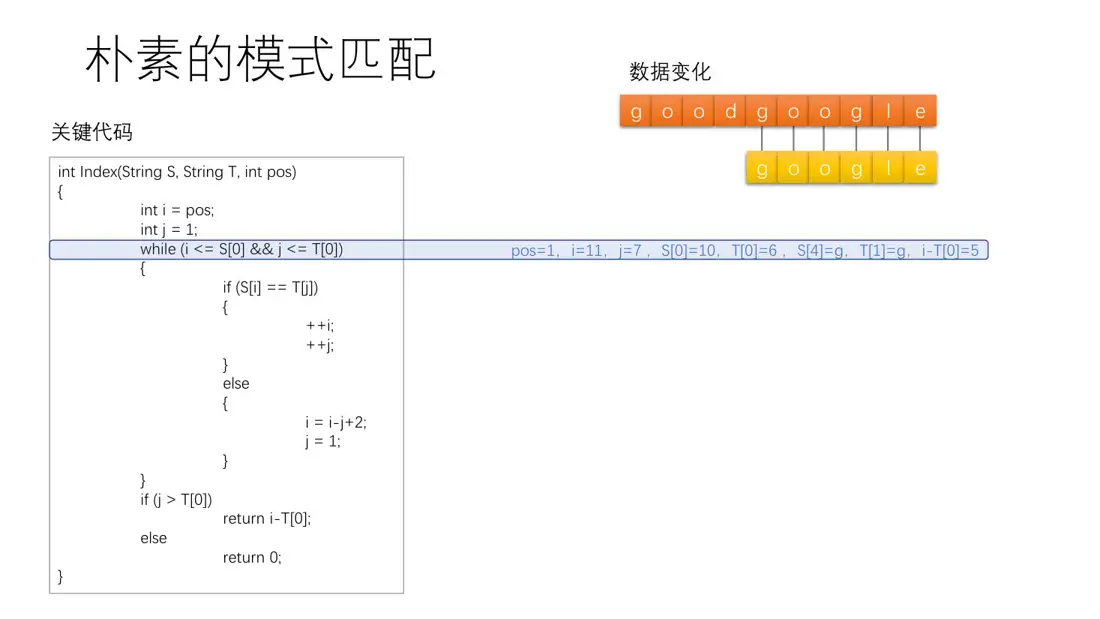 朴素的模式匹配
数据变化
goodgoogle
google
关键代码
int Index(String S, String T, int pos)
{
int i = pos;
int j = 1;
while (i <= S[0] && j <= T[0])
pos=1, i=11, j=7 , S[0]=10, T[0]=6 , S[4]=g, T[1]=g, i-T[0]=5
{
if (S[i] == T[j])
{
++i;
++j;
}
else
{
i = i-j+2;
j = 1;
}
}
if (j > T[0])
return i-T[0];
else
return 0;
}